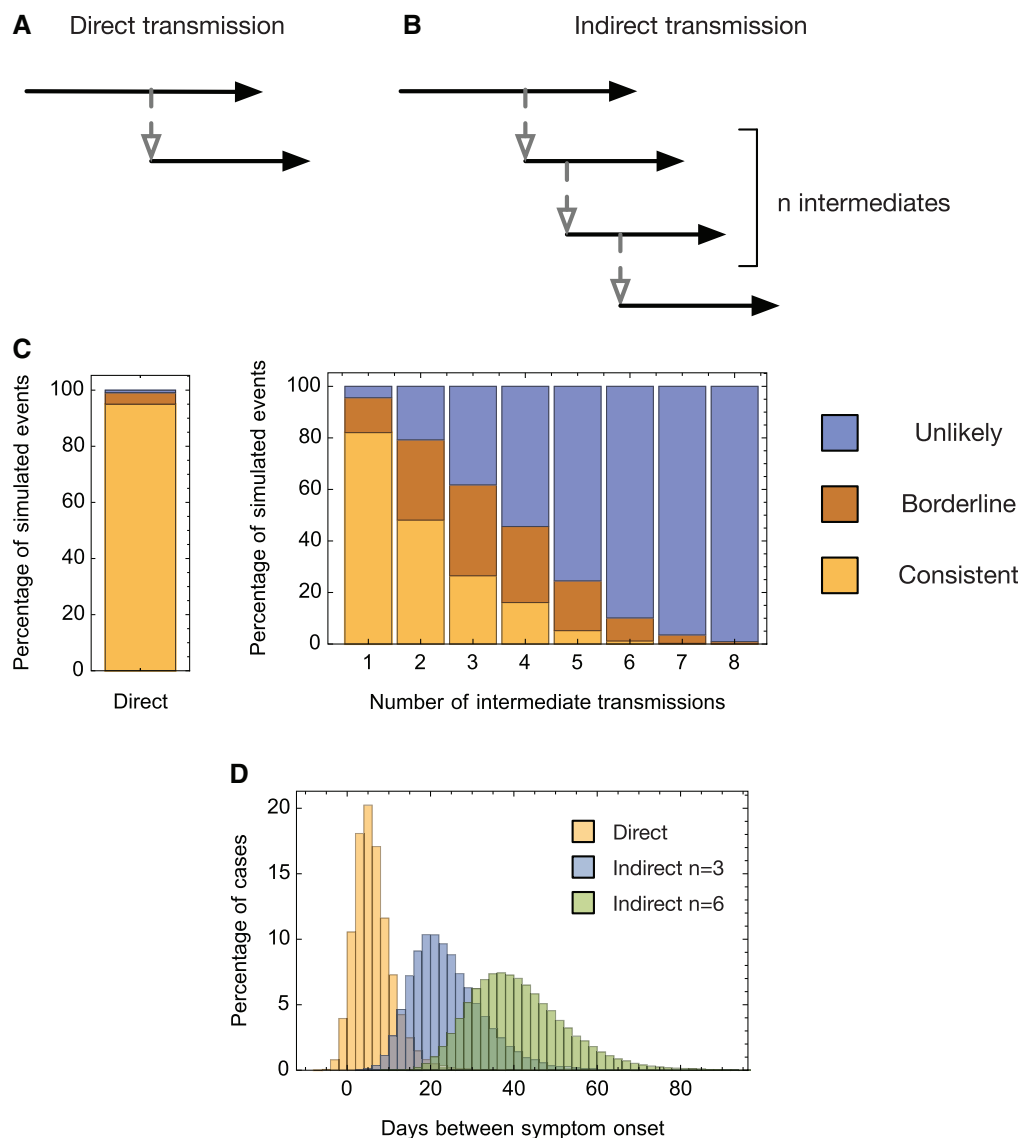 A Direct transmission
B Indirect transmission
n intermediates
C
Percentage of simulated events
100
80
60
40
20
0
Direct
Percentage of simulated events
100
80
60
40
20
0
1 2 3 4 5 6 7 8
Number of intermediate transmissions
Unlikely
Borderline
Consistent
D
Percentage of cases
20
15
10
5
0
0 20 40 60 80
Days between symptom onset
Direct
Indirect n=3
Indirect n=6